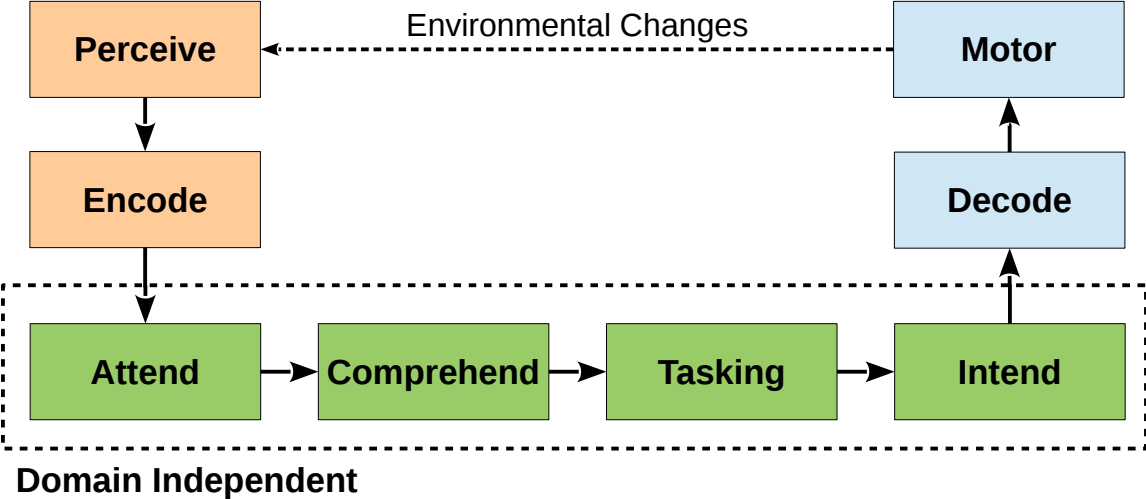 Environmental Changes
Perceive
Motor
Encode
Decode
Attend
Comprehend
Tasking
Intend
Domain Independent